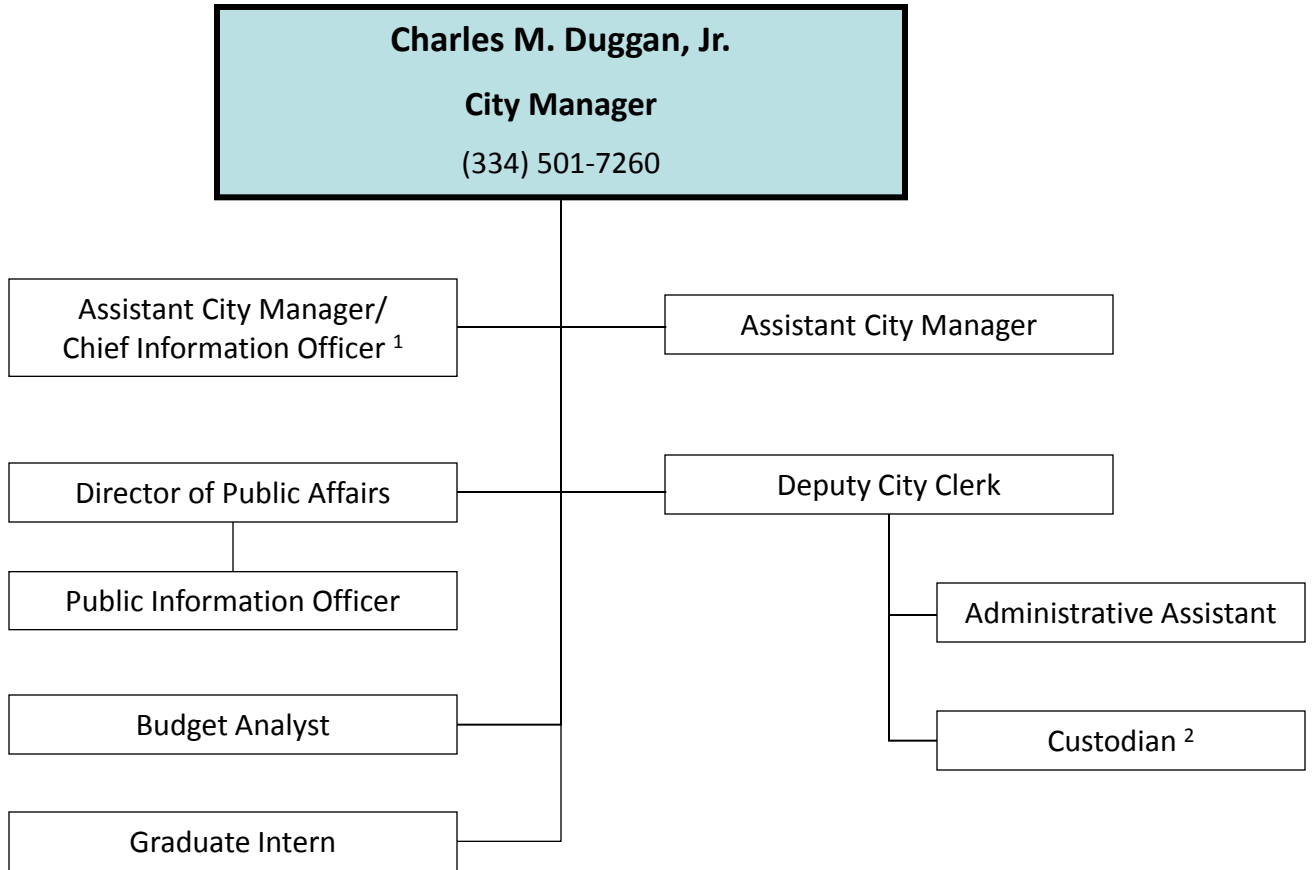 Charles M. Duggan, Jr.
City Manager
(334) 501-7260
Assistant City Manager/
Chief Information Officer 1
Assistant City Manager
Director of Public Affairs
Deputy City Clerk
Public Information Officer
Administrative Assistant
Budget Analyst
Custodian 2
Graduate Intern